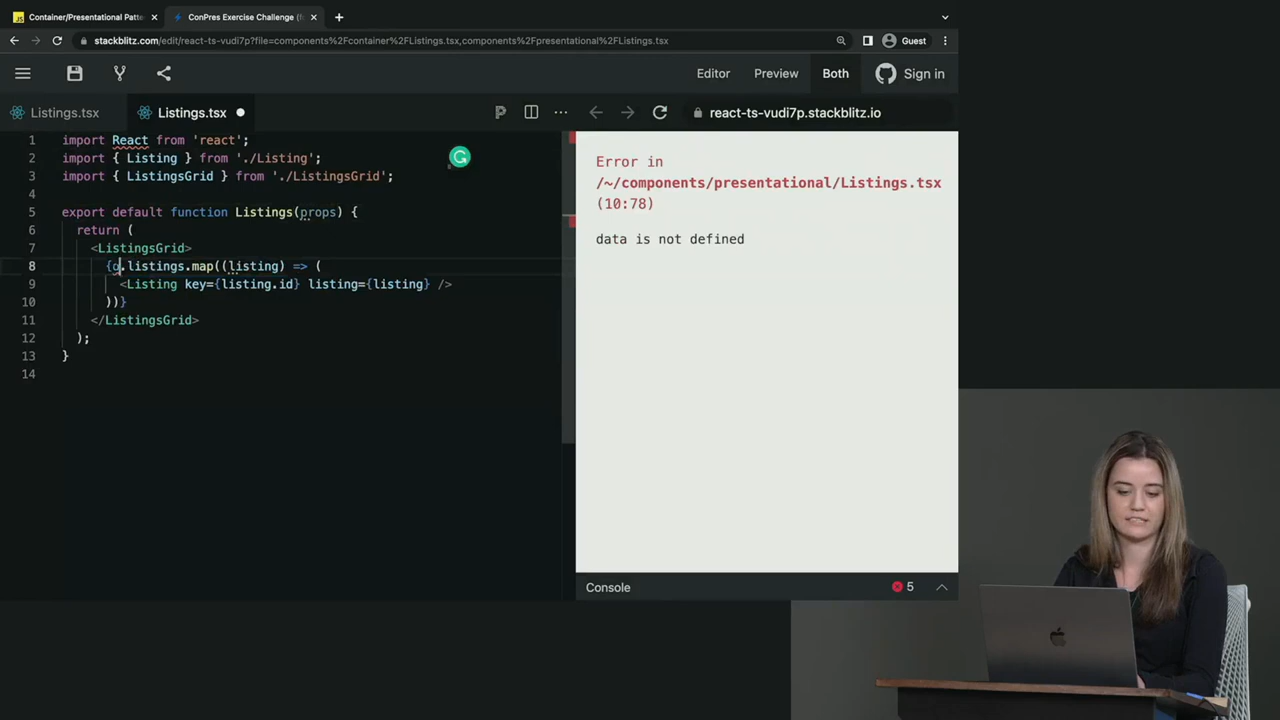 Container/Presentational Patte
ConPres Exercise Challenge (fo
stackblitz.com/edit/react-ts-vudi7p?file=components%2Fcontainer%2FListings.tsx,components%2Fpresentational%2FListings.tsx
Guest
Editor
Preview
Both
Sign in
Listings.tsx
Listings.tsx
react-ts-vudi7p.stackblitz.io
1 import React from 'react';
2 import { Listing } from './Listing';
3 import { ListingsGrid } from './ListingsGrid';
4
5 export default function Listings(props) {
6 return (
7 <ListingsGrid>
8 {o.listings.map((listing) => (
9 <Listing key={listing.id} listing={listing} />
10 ))}
11 </ListingsGrid>
12 );
13 }
14
Error in
/~/components/presentational/Listings.tsx
(10:78)
data is not defined
Console
5